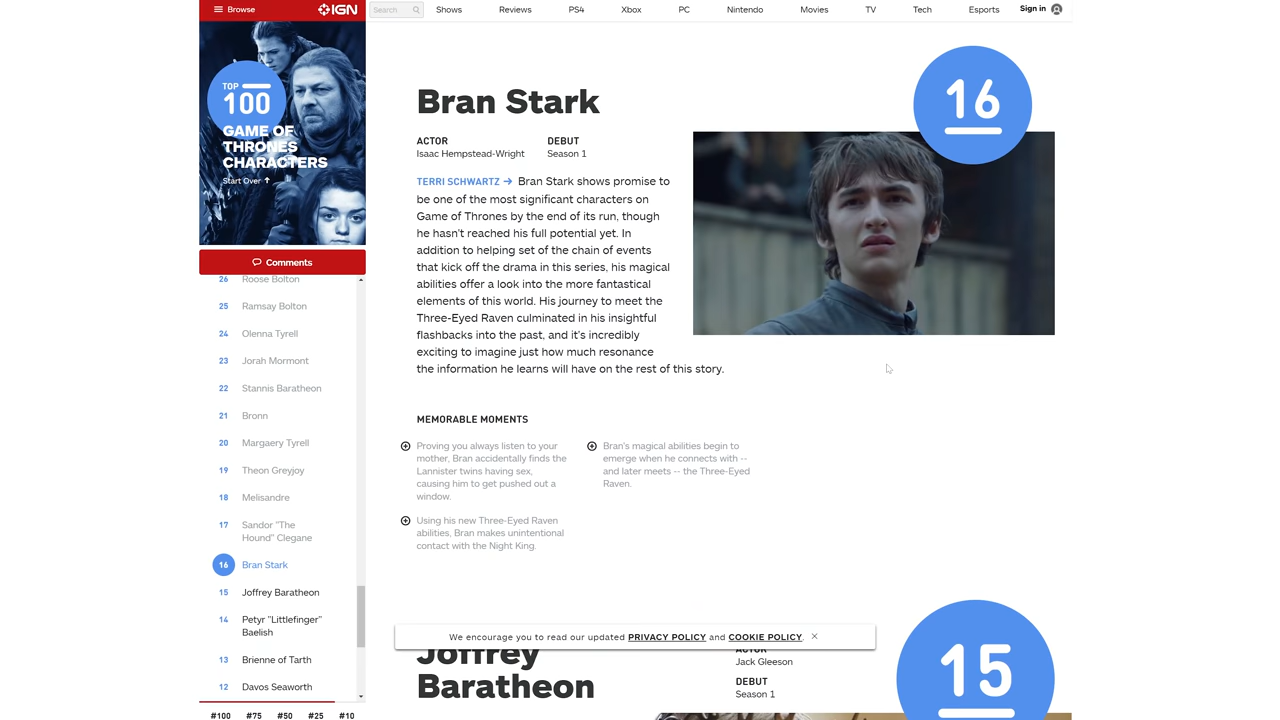 Browse
IGN
Search
Shows
Reviews
PS4
Xbox
PC
Nintendo
Movies
TV
Tech
Esports
Sign in
TOP
100
GAME OF
THRONES
CHARACTERS
Start Over
Comments
26 Roose Bolton
25 Ramsay Bolton
24 Olenna Tyrell
23 Jorah Mormont
22 Stannis Baratheon
21 Bronn
20 Margaery Tyrell
19 Theon Greyjoy
18 Melisandre
17 Sandor "The
Hound" Clegane
16 Bran Stark
15 Joffrey Baratheon
14 Petyr "Littlefinger"
Baelish
13 Brienne of Tarth
12 Davos Seaworth
#100 #75 #50 #25 #10
Bran Stark
16
ACTOR
Isaac Hempstead-Wright
DEBUT
Season 1
TERRI SCHWARTZ → Bran Stark shows promise to
be one of the most significant characters on
Game of Thrones by the end of its run, though
he hasn't reached his full potential yet. In
addition to helping set of the chain of events
that kick off the drama in this series, his magical
abilities offer a look into the more fantastical
elements of this world. His journey to meet the
Three-Eyed Raven culminated in his insightful
flashbacks into the past, and it's incredibly
exciting to imagine just how much resonance
the information he learns will have on the rest of this story.
MEMORABLE MOMENTS
Proving you always listen to your
mother, Bran accidentally finds the
Lannister twins having sex,
causing him to get pushed out a
window.
Bran's magical abilities begin to
emerge when he connects with --
and later meets -- the Three-Eyed
Raven.
Using his new Three-Eyed Raven
abilities, Bran makes unintentional
contact with the Night King.
We encourage you to read our updated PRIVACY POLICY and COOKIE POLICY.
Joffrey
Baratheon
ACTOR
Jack Gleeson
DEBUT
Season 1
15